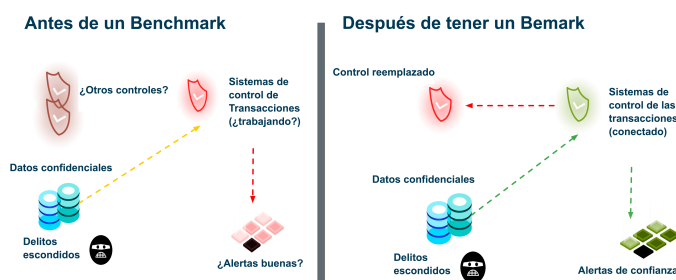 Antes de un Benchmark
¿Otros controles?
Sistemas de
control de
Transacciones
(¿trabajando?)
Datos confidenciales
Delitos
escondidos
¿Alertas buenas?
Después de tener un Bemark
Control reemplazado
Sistemas de
control de las
transacciones
(conectado)
Datos confidenciales
Delitos
escondidos
Alertas de confianza